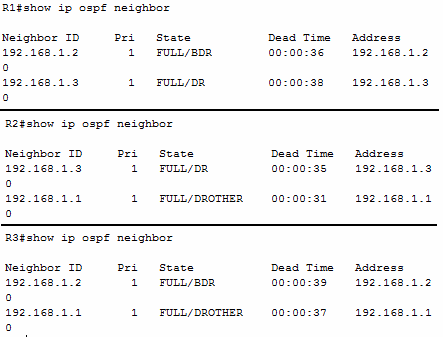 R1#show ip ospf neighbor
Neighbor ID Pri State Dead Time Address
192.168.1.2 1 FULL/BDR 00:00:36 192.168.1.2
0
192.168.1.3 1 FULL/DR 00:00:38 192.168.1.3
0
R2#show ip ospf neighbor
Neighbor ID Pri State Dead Time Address
192.168.1.3 1 FULL/DR 00:00:35 192.168.1.3
0
192.168.1.1 1 FULL/DROTHER 00:00:31 192.168.1.1
0
R3#show ip ospf neighbor
Neighbor ID Pri State Dead Time Address
192.168.1.2 1 FULL/BDR 00:00:39 192.168.1.2
0
192.168.1.1 1 FULL/DROTHER 00:00:37 192.168.1.1
0